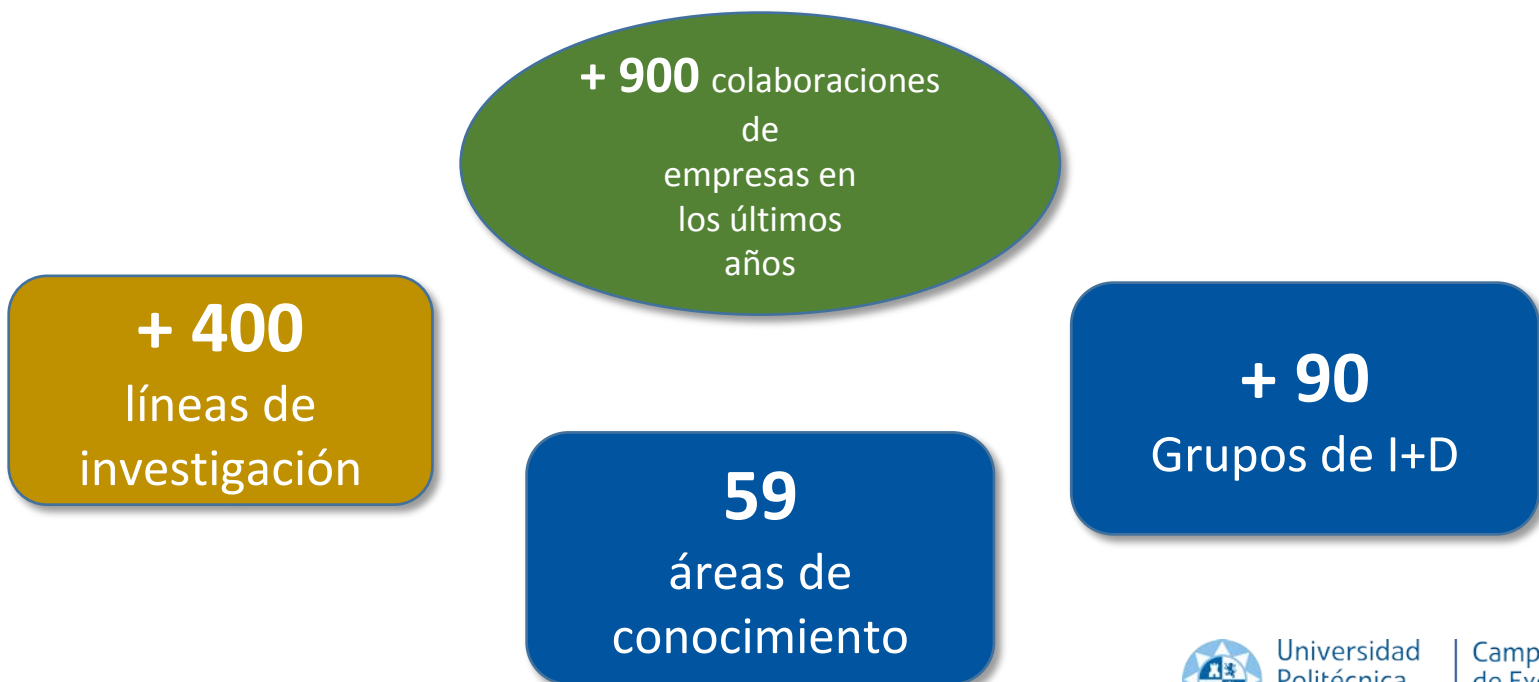 + 900 colaboraciones
de
empresas en
los últimos
años
+ 400
líneas de
investigación
+ 90
Grupos de I+D
59
áreas de
conocimiento
Universidad
Politécnica